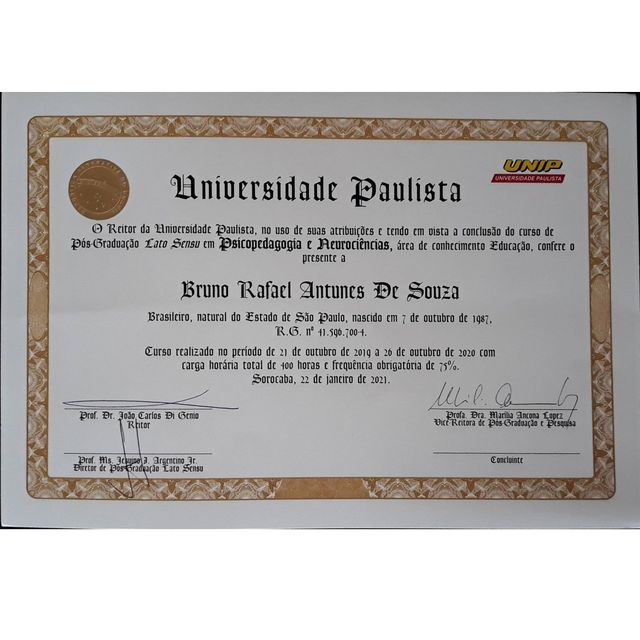 Universidade Paulista
UNIP
UNIVERSIDADE PAULISTA
O Reitor da Universidade Paulista, no uso de suas atribuições e tendo em vista a conclusão do curso de
Pós-Graduação Lato Sensu em Psicopedagogia e Neurociências, área de conhecimento Educação, confere o
presente a
Bruno Rafael Antunes De Souza
Brasileiro, natural do Estado de São Paulo, nascido em 7 de outubro de 1987,
R.G. nº 41.596.700-4.
Curso realizado no período de 21 de outubro de 2019 a 26 de outubro de 2020 com
carga horária total de 400 horas e frequência obrigatória de 75%.
Sorocaba, 22 de janeiro de 2021.
Prof. Dr. João Carlos Di Genio
Reitor
Profa. Dra. Marília Ancona Lopez
Vice Reitora de Pós-Graduação e Pesquisa
Prof. Ms. J. Argentino Jr.
Diretor de Pós-Graduação Lato Sensu
Concluinte